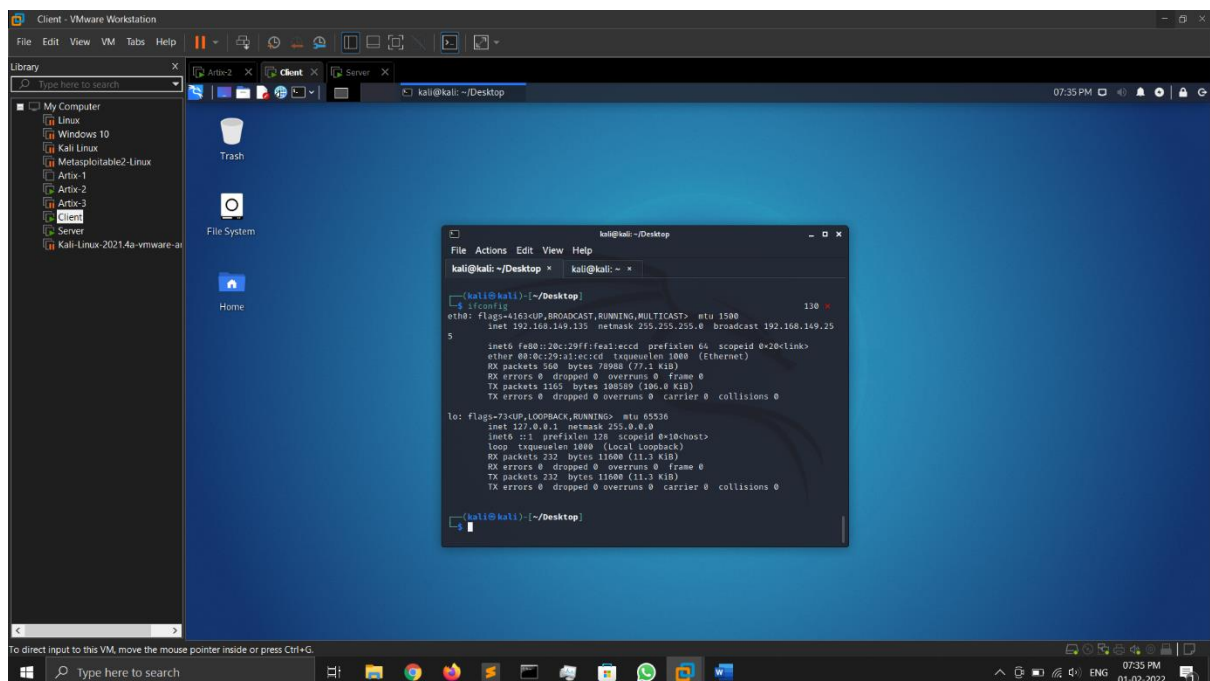 Client - VMware Workstation
File Edit View VM Tabs Help
Library X
Type here to search
My Computer
Linux
Windows 10
Kali Linux
Metasploitable2-Linux
Artix-1
Artix-2
Artix-3
Client
Server
Kali-Linux-2021.4a-vmware-ar
Artix-2 X Client X Server X
kali@kali: ~/Desktop
07:35 PM
Trash
File System
Home
kali@kali: ~/Desktop
File Actions Edit View Help
kali@kali: ~/Desktop × kali@kali: ~ ×
(kali㉿kali)-[~/Desktop]
$ ifconfig 130 ⨯
eth0: flags=4163<UP,BROADCAST,RUNNING,MULTICAST> mtu 1500
inet 192.168.149.135 netmask 255.255.255.0 broadcast 192.168.149.25
5
inet6 fe80::20c:29ff:fea1:eccd prefixlen 64 scopeid 0×20<link>
ether 00:0c:29:a1:ec:cd txqueuelen 1000 (Ethernet)
RX packets 560 bytes 78988 (77.1 KiB)
RX errors 0 dropped 0 overruns 0 frame 0
TX packets 1165 bytes 108589 (106.0 KiB)
TX errors 0 dropped 0 overruns 0 carrier 0 collisions 0
lo: flags=73<UP,LOOPBACK,RUNNING> mtu 65536
inet 127.0.0.1 netmask 255.0.0.0
inet6 ::1 prefixlen 128 scopeid 0×10<host>
loop txqueuelen 1000 (Local Loopback)
RX packets 232 bytes 11600 (11.3 KiB)
RX errors 0 dropped 0 overruns 0 frame 0
TX packets 232 bytes 11600 (11.3 KiB)
TX errors 0 dropped 0 overruns 0 carrier 0 collisions 0
(kali㉿kali)-[~/Desktop]
$
To direct input to this VM, move the mouse pointer inside or press Ctrl+G.
Type here to search
ENG
07:35 PM
01-02-2022